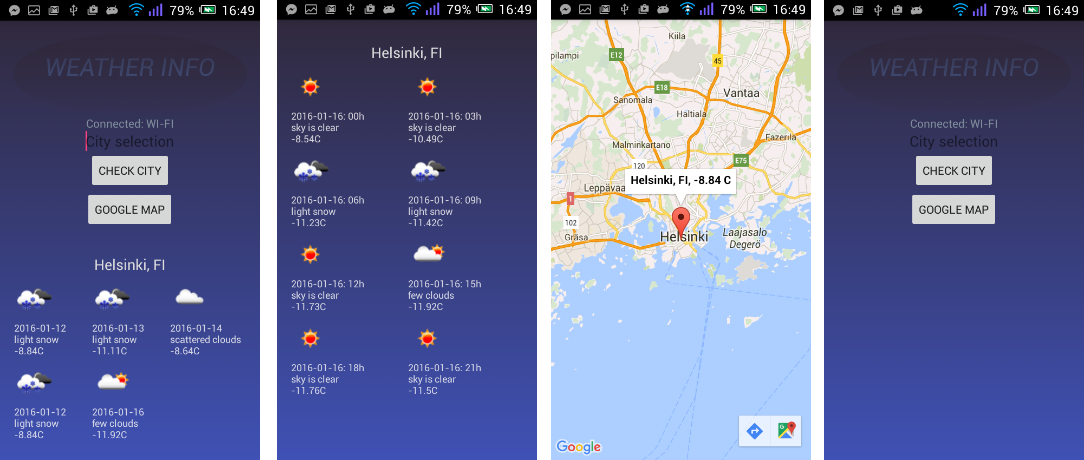 79% 16:49
WEATHER INFO
Connected: WI-FI
City selection
CHECK CITY
GOOGLE MAP
Helsinki, FI
2016-01-12
light snow
-8.84C
2016-01-13
light snow
-11.11C
2016-01-14
scattered clouds
-8.64C
2016-01-12
light snow
-8.84C
2016-01-16
few clouds
-11.92C
79% 16:49
Helsinki, FI
2016-01-16: 00h
sky is clear
-8.54C
2016-01-16: 03h
sky is clear
-10.49C
2016-01-16: 06h
light snow
-11.23C
2016-01-16: 09h
light snow
-11.42C
2016-01-16: 12h
sky is clear
-11.73C
2016-01-16: 15h
few clouds
-11.92C
2016-01-16: 18h
sky is clear
-11.76C
2016-01-16: 21h
sky is clear
-11.5C
79% 16:49
Kiila
pilampi
E12
45
E18
Vantaa
Sanomala
Hältiala
Fazerila
Malminkartano
E75
120
Leppävaa
Helsinki, FI, -8.84 C
1
102
Gräsa
Helsinki
Laajasalo
Degerö
Google
79% 16:49
WEATHER INFO
Connected: WI-FI
City selection
CHECK CITY
GOOGLE MAP